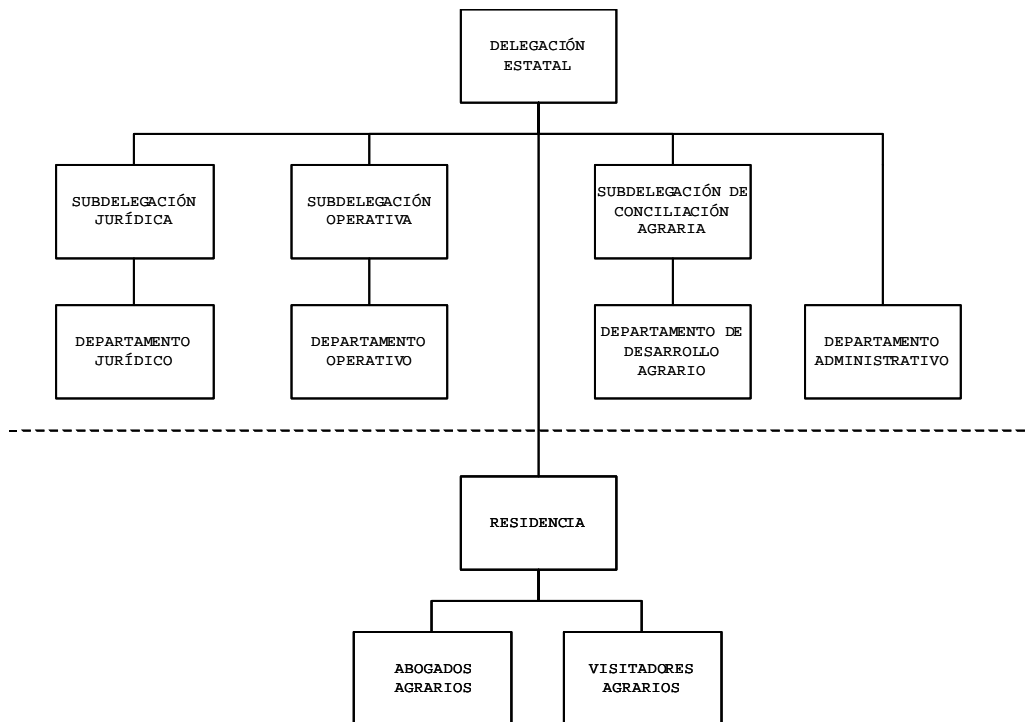 DELEGACIÓN
ESTATAL
SUBDELEGACIÓN
JURÍDICA
SUBDELEGACIÓN
OPERATIVA
SUBDELEGACIÓN DE
CONCILIACIÓN
AGRARIA
DEPARTAMENTO
JURÍDICO
DEPARTAMENTO
OPERATIVO
DEPARTAMENTO DE
DESARROLLO
AGRARIO
DEPARTAMENTO
ADMINISTRATIVO
RESIDENCIA
ABOGADOS
AGRARIOS
VISITADORES
AGRARIOS